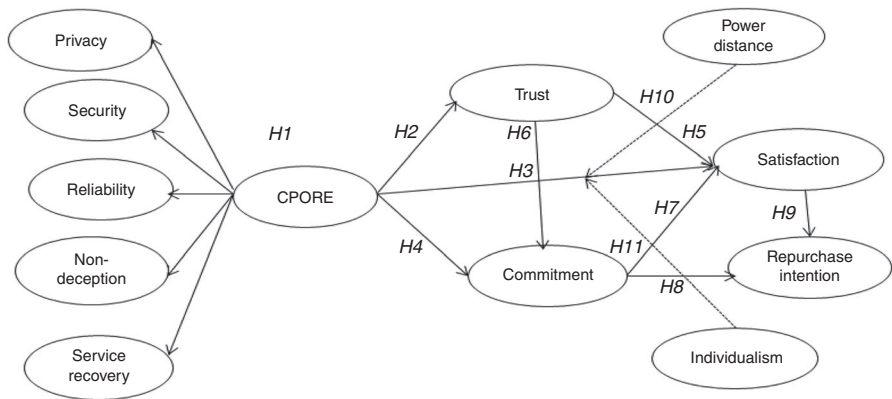 Privacy
Security
Reliability
Non-
deception
Service
recovery
H1
CPORE
H2
H3
H4
Trust
H6
Commitment
H10
H5
H7
H11
H8
Power
distance
Satisfaction
H9
Repurchase
intention
Individualism